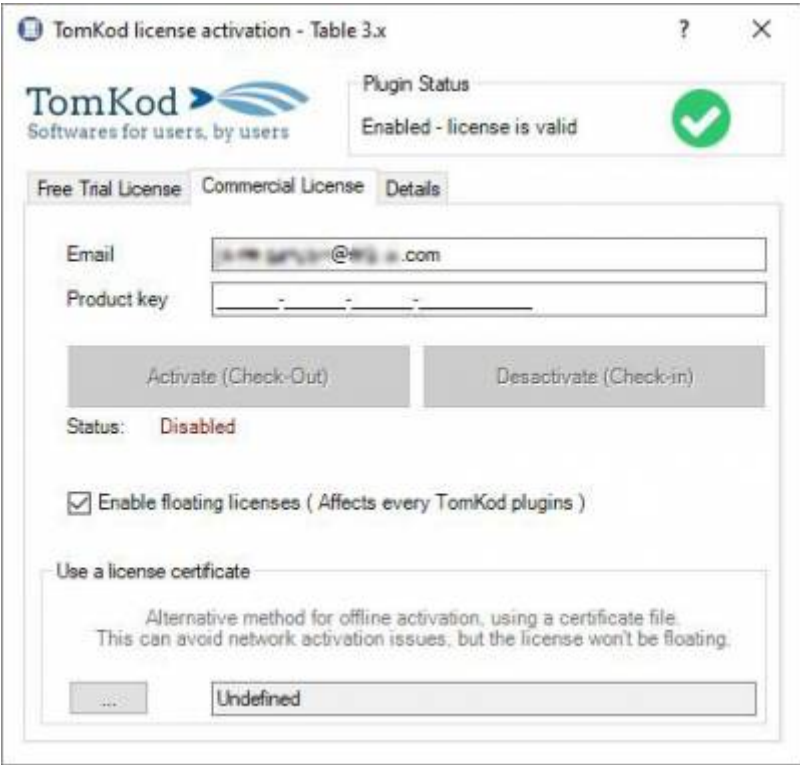 TomKod license activation - Table 3.x
?
TomKod
Softwares for users, by users
Plugin Status
Enabled - license is valid
Free Trial License
Commercial License
Details
Email
@
.com
Product key
Activate (Check-Out)
Desactivate (Check-in)
Status: Disabled
Enable floating licenses ( Affects every TomKod plugins )
Use a license certificate
Alternative method for offline activation, using a certificate file.
This can avoid network activation issues, but the license won't be floating.
...
Undefined